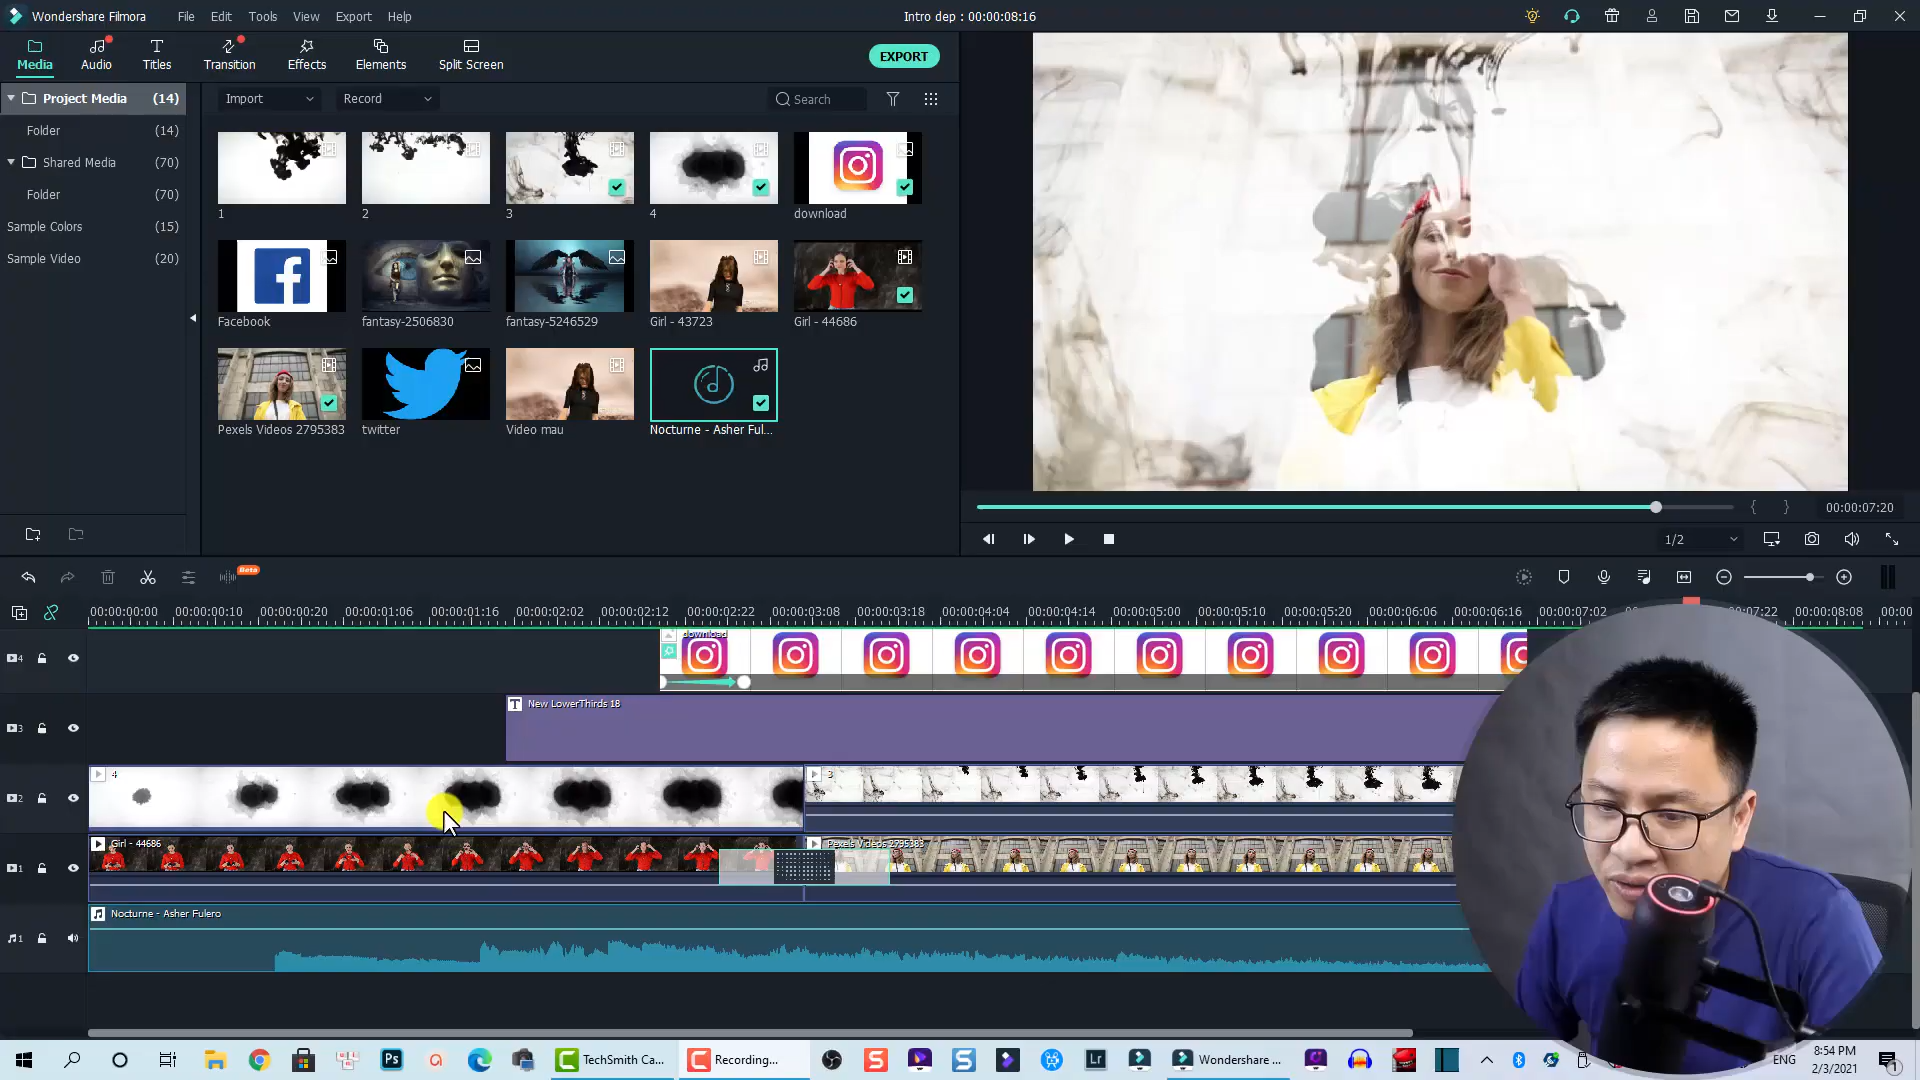 Wondershare Filmora
File
Edit
Tools
View
Export
Help
Intro dep : 00:00:08:16
Media
Audio
Titles
Transition
Effects
Elements
Split Screen
EXPORT
Project Media (14)
Folder (14)
Shared Media (70)
Folder (70)
Sample Colors (15)
Sample Video (20)
Import
Record
Search
1
2
3
4
download
Facebook
fantasy-2506830
fantasy-5246529
Girl - 43723
Girl - 44686
Pexels Videos 2795383
twitter
Video mau
Nocturne - Asher Ful...
00:00:07:20
1/2
Beta
00:00:00:00
00:00:00:10
00:00:00:20
00:00:01:06
00:00:01:16
00:00:02:02
00:00:02:12
00:00:02:22
00:00:03:08
00:00:03:18
00:00:04:04
00:00:04:14
00:00:05:00
00:00:05:10
00:00:05:20
00:00:06:06
00:00:06:16
00:00:07:02
07:22
00:00:08:08
00:00
4
download
3
T New LowerThirds 18
2
4
3
1
Girl - 44686
Pexels Videos 2795383
1
Nocturne - Asher Fulero
Ps
TechSmith Ca...
Recording...
Lr
Wondershare ...
ENG
8:54 PM
2/3/2021
1